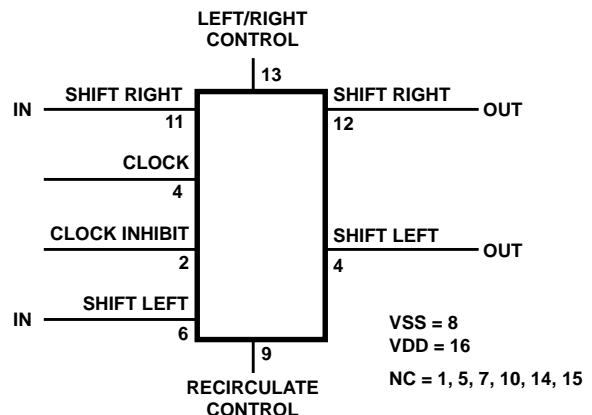 LEFT/RIGHT
CONTROL
13
IN
SHIFT RIGHT
11
SHIFT RIGHT
12
OUT
CLOCK
4
CLOCK INHIBIT
2
SHIFT LEFT
4
OUT
IN
SHIFT LEFT
6
9
RECIRCULATE
CONTROL
VSS = 8
VDD = 16
NC = 1, 5, 7, 10, 14, 15